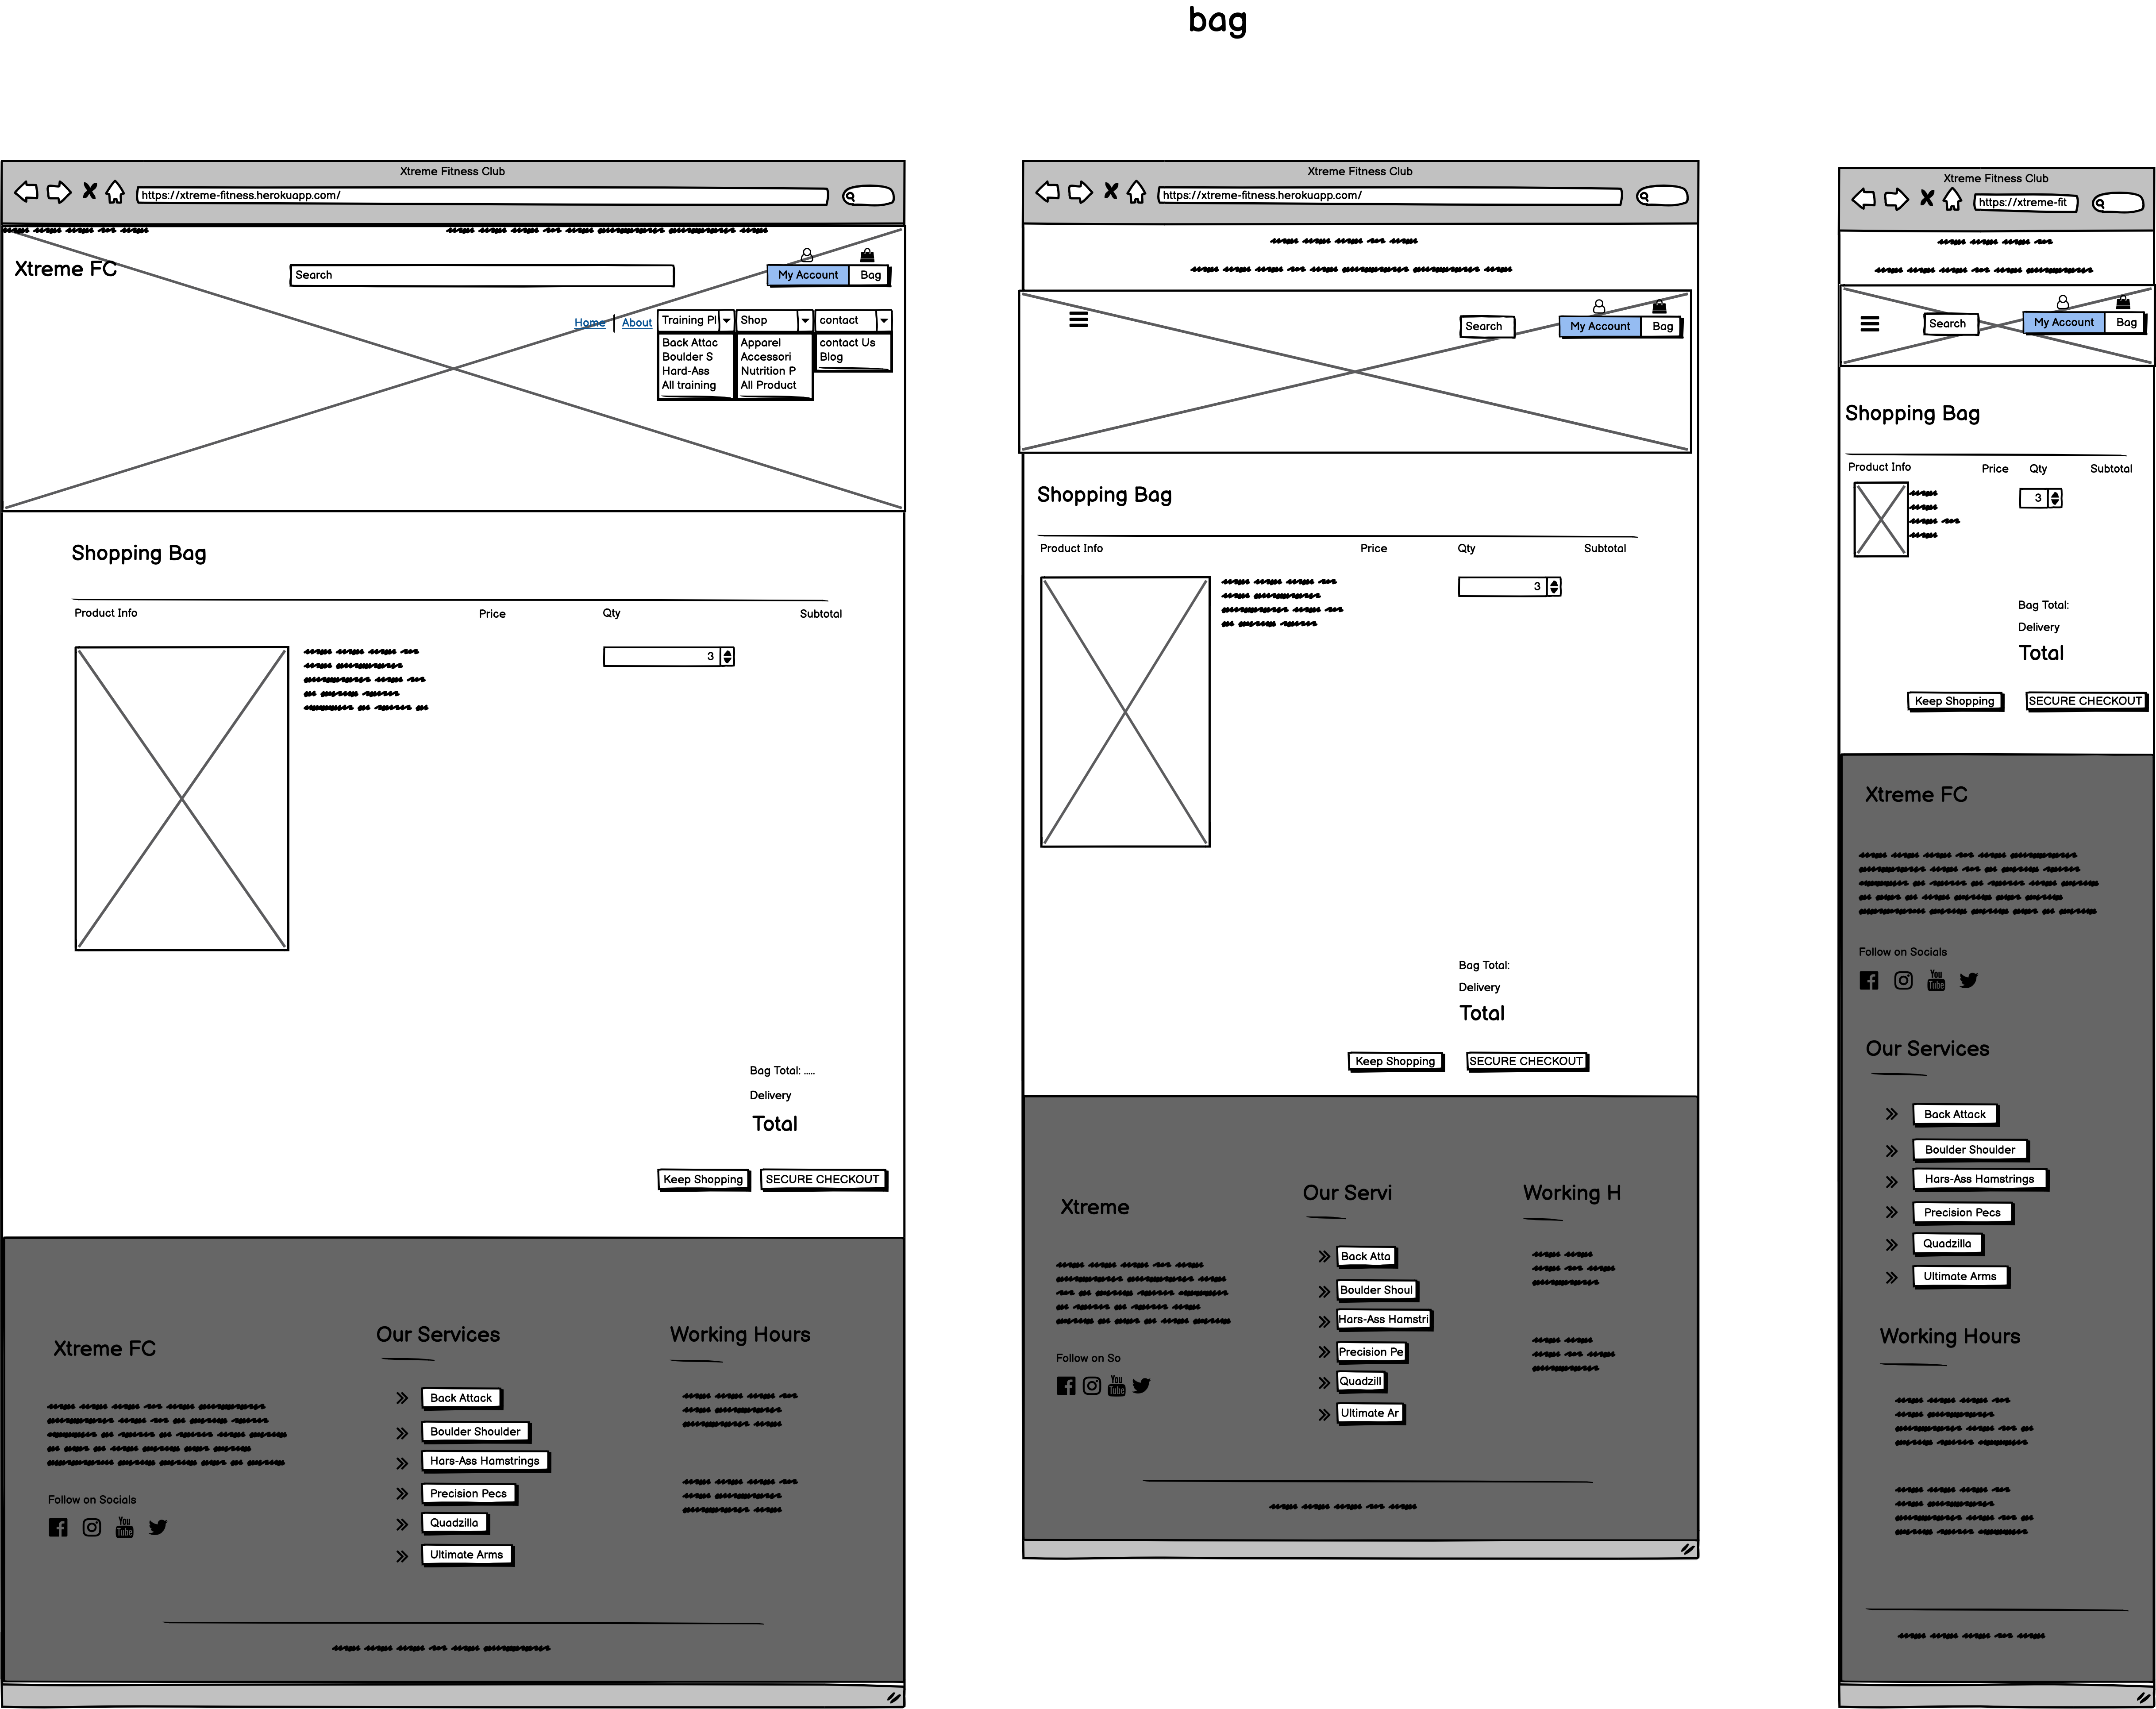 bag
Xtreme Fitness Club
https://xtreme-fitness.herokuapp.com/
Xtreme FC
Search
My Account
Bag
Home
About
Training Pl
Shop
contact
Back Attac
Boulder S
Hard-Ass
All training
Apparel
Accessori
Nutrition P
All Product
contact Us
Blog
Shopping Bag
Product Info Price Qty Subtotal
3
Bag Total: .....
Delivery
Total
Keep Shopping
SECURE CHECKOUT
Xtreme FC
Follow on Socials
You
Tube
Our Services
Back Attack
Boulder Shoulder
Hars-Ass Hamstrings
Precision Pecs
Quadzilla
Ultimate Arms
Working Hours
Xtreme Fitness Club
https://xtreme-fitness.herokuapp.com/
Search
My Account
Bag
Shopping Bag
Product Info Price Qty Subtotal
3
Bag Total:
Delivery
Total
Keep Shopping
SECURE CHECKOUT
Xtreme
Follow on So
You
Tube
Our Servi
Back Atta
Boulder Shoul
Hars-Ass Hamstri
Precision Pe
Quadzill
Ultimate Ar
Working H
Xtreme Fitness Club
https://xtreme-fit
Search
My Account
Bag
Shopping Bag
Product Info Price Qty Subtotal
3
Bag Total:
Delivery
Total
Keep Shopping
SECURE CHECKOUT
Xtreme FC
Follow on Socials
You
Tube
Our Services
Back Attack
Boulder Shoulder
Hars-Ass Hamstrings
Precision Pecs
Quadzilla
Ultimate Arms
Working Hours